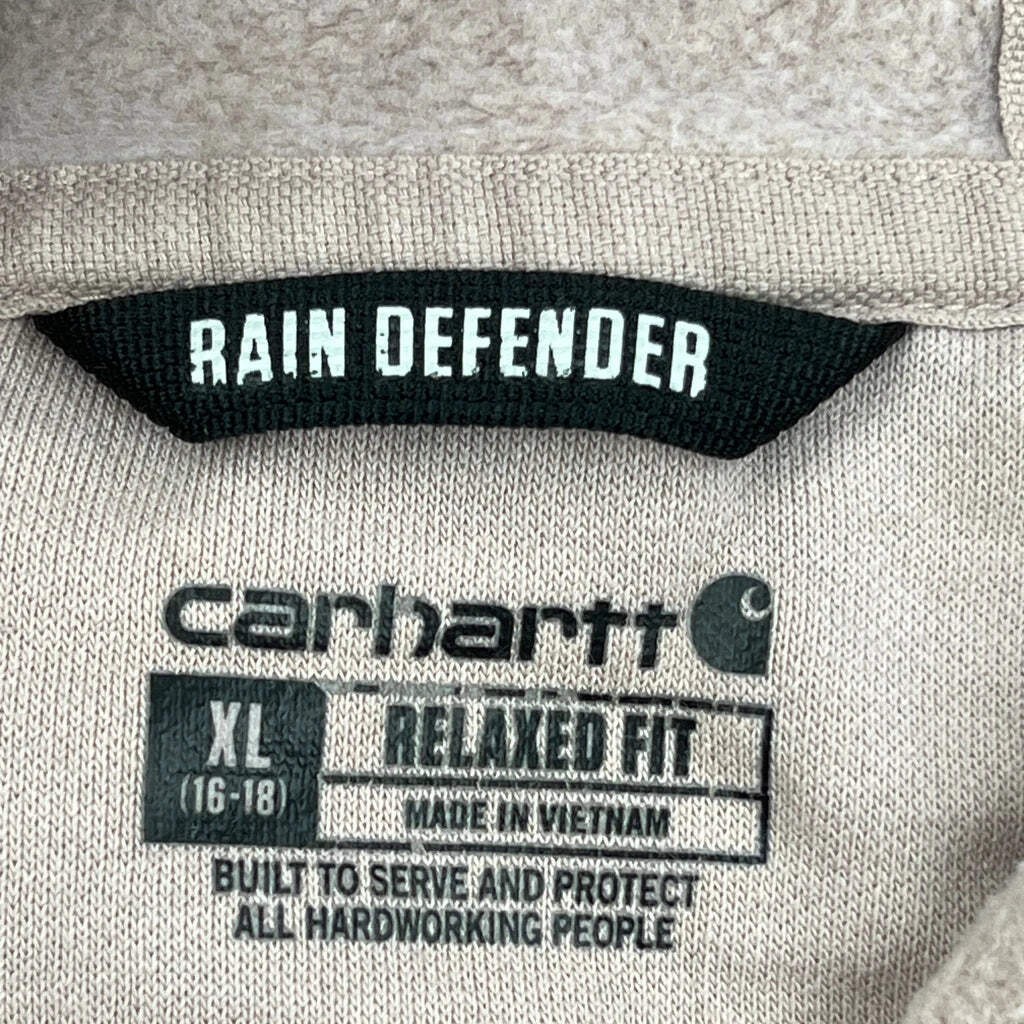 RAIN DEFENDER
carhartt
XL
(16-18)
RELAXED FIT
MADE IN VIETNAM
BUILT TO SERVE AND PROTECT
ALL HARDWORKING PEOPLE